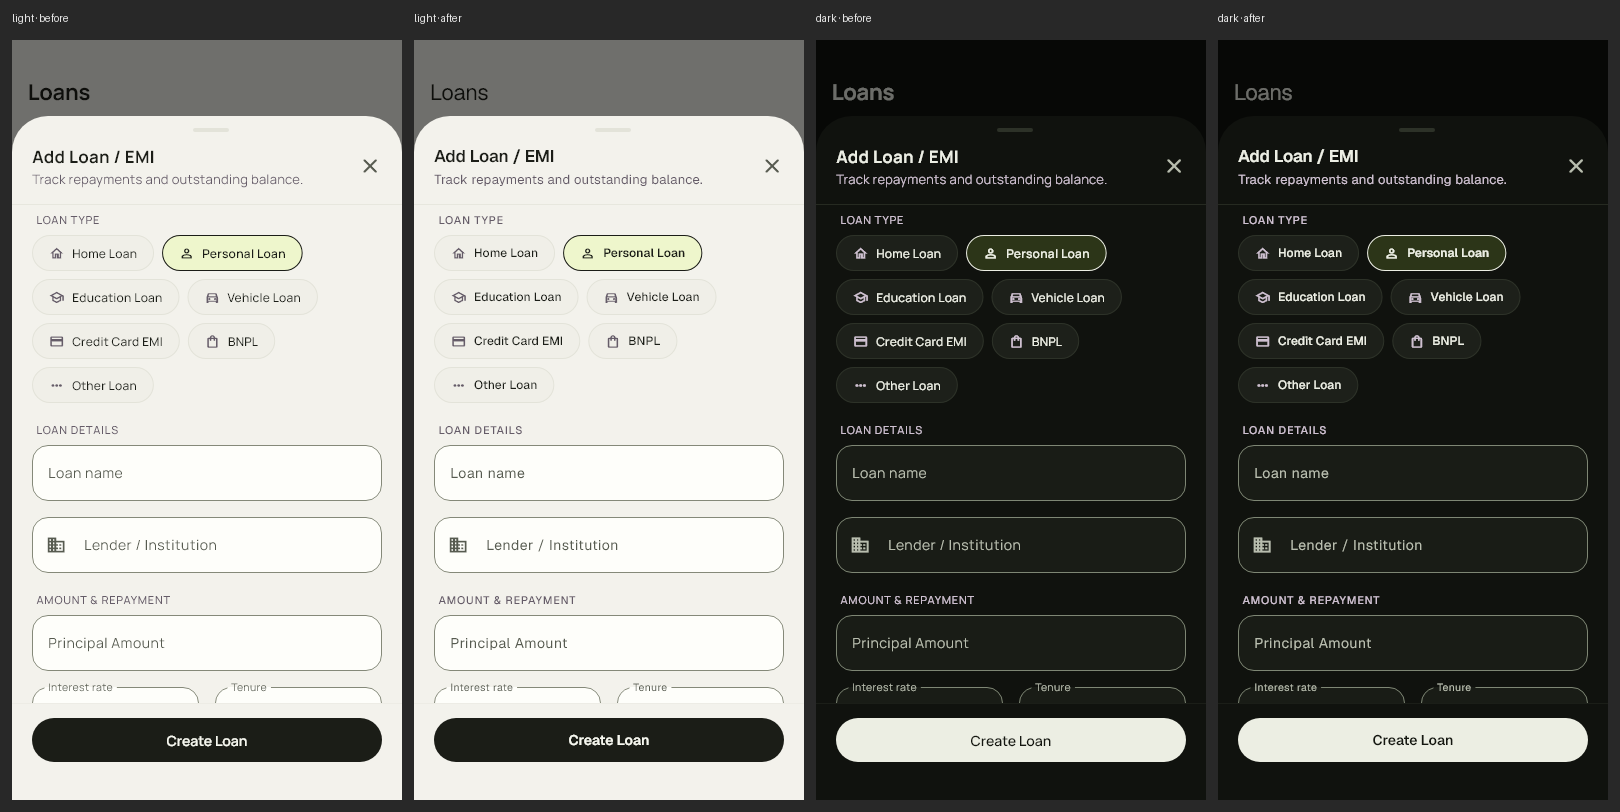 light·before
Loans
Add Loan / EMI
Track repayments and outstanding balance.
LOAN TYPE
Home Loan
Personal Loan
Education Loan
Vehicle Loan
Credit Card EMI
BNPL
Other Loan
LOAN DETAILS
Loan name
Lender / Institution
AMOUNT & REPAYMENT
Principal Amount
Interest rate
Tenure
Create Loan
light·after
Loans
Add Loan / EMI
Track repayments and outstanding balance.
LOAN TYPE
Home Loan
Personal Loan
Education Loan
Vehicle Loan
Credit Card EMI
BNPL
Other Loan
LOAN DETAILS
Loan name
Lender / Institution
AMOUNT & REPAYMENT
Principal Amount
Interest rate
Tenure
Create Loan
dark·before
Loans
Add Loan / EMI
Track repayments and outstanding balance.
LOAN TYPE
Home Loan
Personal Loan
Education Loan
Vehicle Loan
Credit Card EMI
BNPL
Other Loan
LOAN DETAILS
Loan name
Lender / Institution
AMOUNT & REPAYMENT
Principal Amount
Interest rate
Tenure
Create Loan
dark·after
Loans
Add Loan / EMI
Track repayments and outstanding balance.
LOAN TYPE
Home Loan
Personal Loan
Education Loan
Vehicle Loan
Credit Card EMI
BNPL
Other Loan
LOAN DETAILS
Loan name
Lender / Institution
AMOUNT & REPAYMENT
Principal Amount
Interest rate
Tenure
Create Loan